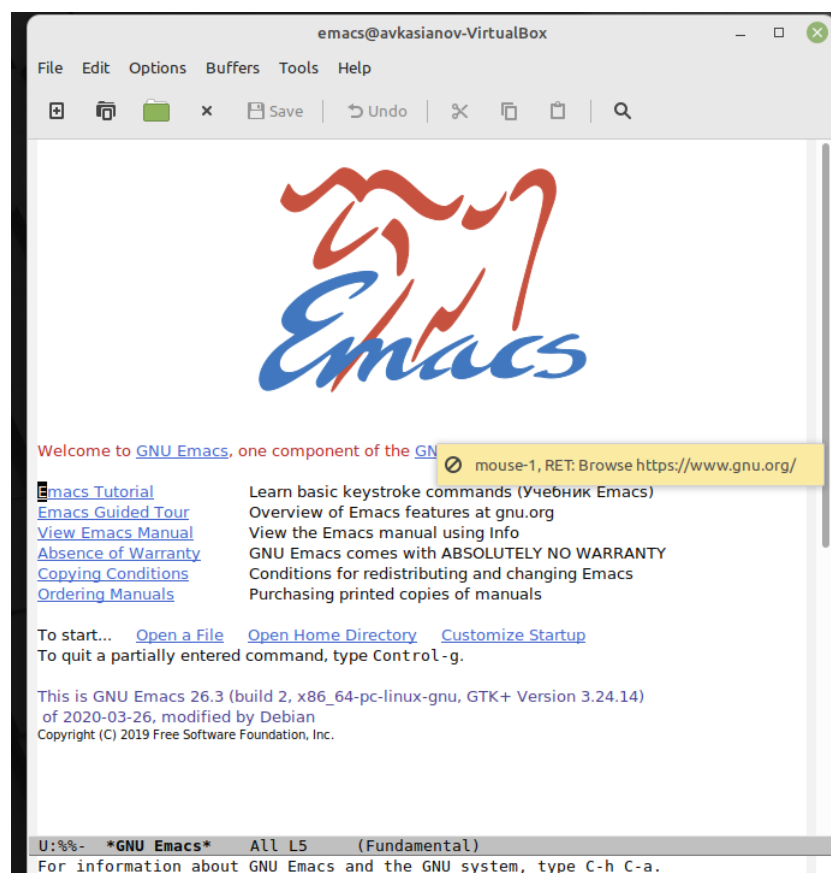 emacs@avkasianov-VirtualBox
File Edit Options Buffers Tools Help
Save Undo
Emacs
Welcome to GNU Emacs, one component of the GN
mouse-1, RET: Browse https://www.gnu.org/
Emacs Tutorial Learn basic keystroke commands (Учебник Emacs)
Emacs Guided Tour Overview of Emacs features at gnu.org
View Emacs Manual View the Emacs manual using Info
Absence of Warranty GNU Emacs comes with ABSOLUTELY NO WARRANTY
Copying Conditions Conditions for redistributing and changing Emacs
Ordering Manuals Purchasing printed copies of manuals
To start... Open a File Open Home Directory Customize Startup
To quit a partially entered command, type Control-g.
This is GNU Emacs 26.3 (build 2, x86_64-pc-linux-gnu, GTK+ Version 3.24.14)
of 2020-03-26, modified by Debian
Copyright (C) 2019 Free Software Foundation, Inc.
U:%%- *GNU Emacs* All L5 (Fundamental)
For information about GNU Emacs and the GNU system, type C-h C-a.